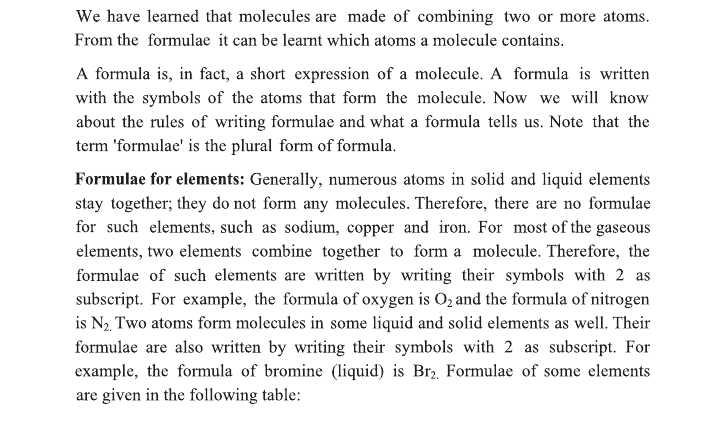 We have learned that molecules are made of combining two or more atoms.
From the formulae it can be learnt which atoms a molecule contains.
A formula is, in fact, a short expression of a molecule. A formula is written
with the symbols of the atoms that form the molecule. Now we will know
about the rules of writing formulae and what a formula tells us. Note that the
term 'formulae' is the plural form of formula.
Formulae for elements: Generally, numerous atoms in solid and liquid elements
stay together; they do not form any molecules. Therefore, there are no formulae
for such elements, such as sodium, copper and iron. For most of the gaseous
elements, two elements combine together to form a molecule. Therefore, the
formulae of such elements are written by writing their symbols with 2 as
subscript. For example, the formula of oxygen is O₂ and the formula of nitrogen
is N₂. Two atoms form molecules in some liquid and solid elements as well. Their
formulae are also written by writing their symbols with 2 as subscript. For
example, the formula of bromine (liquid) is Br₂. Formulae of some elements
are given in the following table: